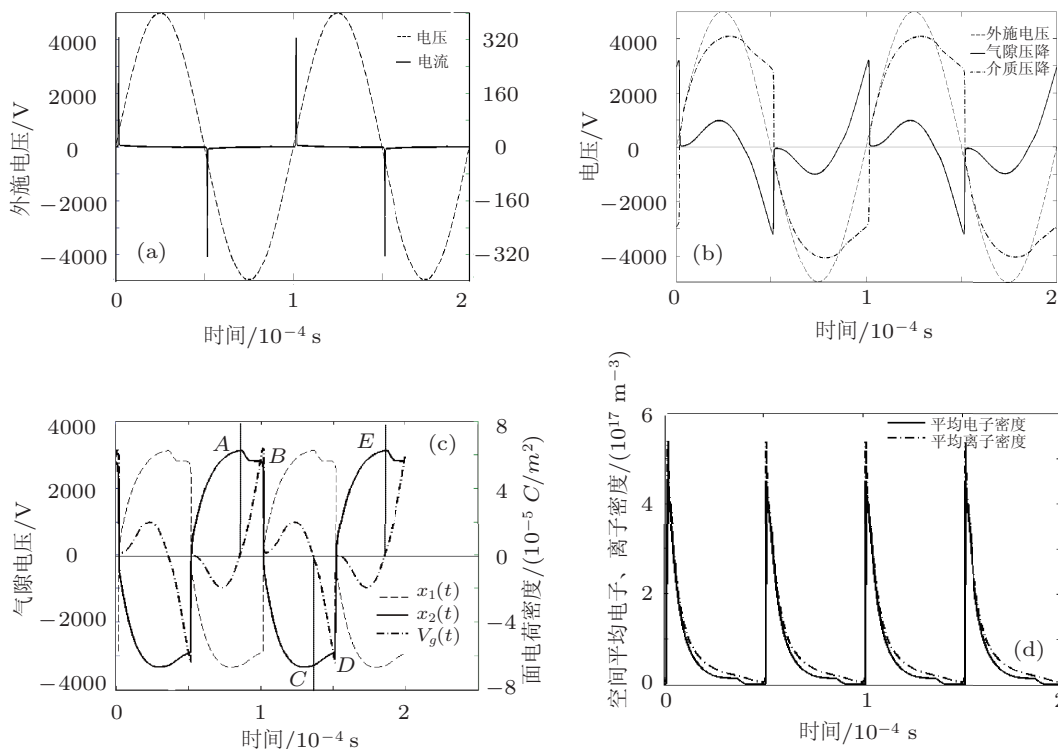 4000
2000
0
−2000
−4000
外施电压/V
320
160
0
−160
−320
电压
电流
(a)
0
1
2
时间/10−4 s
4000
2000
0
−2000
−4000
电压/V
外施电压
气隙压降
介质压降
(b)
0
1
2
时间/10−4 s
4000
2000
0
−2000
−4000
气隙电压/V
8
4
0
−4
−8
面电荷密度/(10−5 C/m2)
A
B
E
(c)
x1(t)
x2(t)
Vg(t)
C
D
0
1
2
时间/10−4 s
6
4
2
0
空间平均电子、离子密度/(1017 m−3)
平均电子密度
平均离子密度
(d)
0
1
2
时间/10−4 s